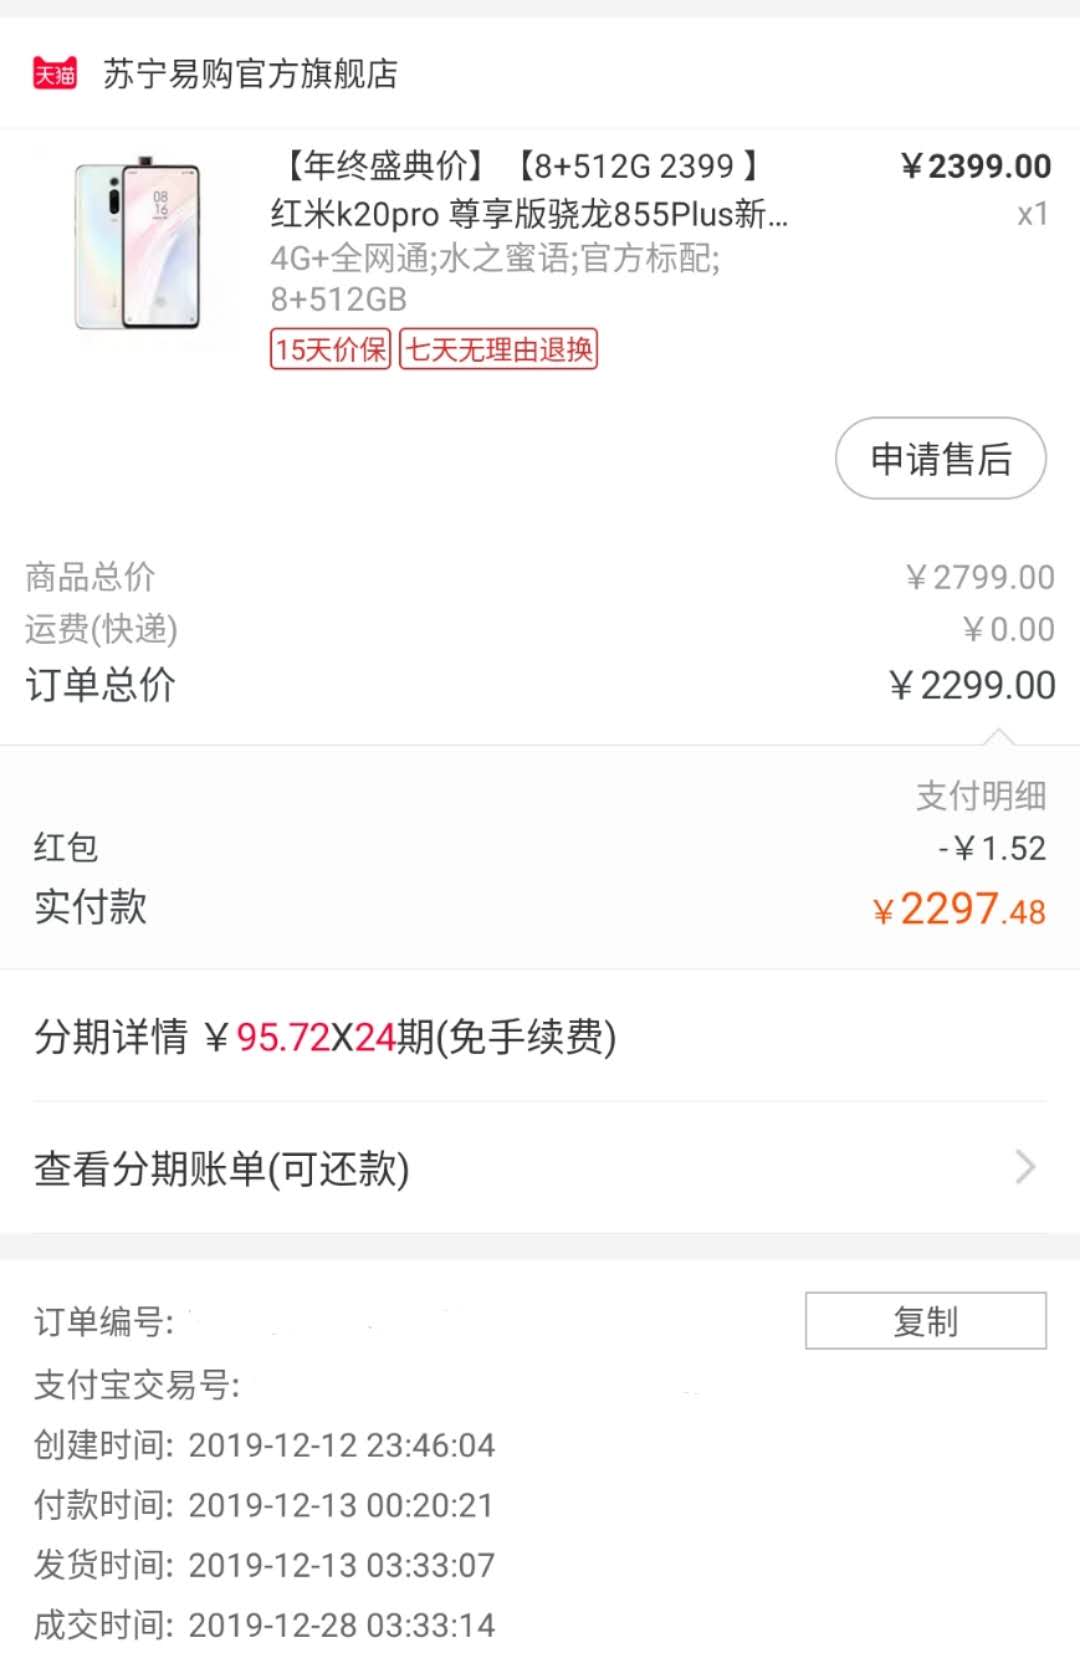 天猫 苏宁易购官方旗舰店
【年终盛典价】【8+512G 2399 】 ￥2399.00
红米k20pro 尊享版骁龙855Plus新... x1
4G+全网通;水之蜜语;官方标配;
8+512GB
15天价保 七天无理由退换
08
16
申请售后
商品总价 ￥2799.00
运费(快递) ￥0.00
订单总价 ￥2299.00
支付明细
红包 -￥1.52
实付款 ￥2297.48
分期详情 ￥95.72X24期(免手续费)
查看分期账单(可还款)
订单编号: 复制
支付宝交易号:
创建时间: 2019-12-12 23:46:04
付款时间: 2019-12-13 00:20:21
发货时间: 2019-12-13 03:33:07
成交时间: 2019-12-28 03:33:14